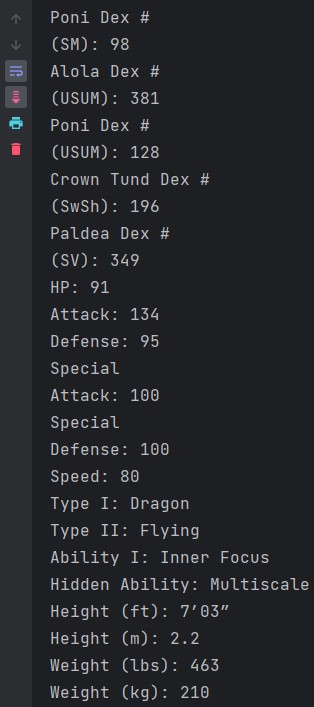 Poni Dex #
(SM): 98
Alola Dex #
(USUM): 381
Poni Dex #
(USUM): 128
Crown Tund Dex #
(SwSh): 196
Paldea Dex #
(SV): 349
HP: 91
Attack: 134
Defense: 95
Special
Attack: 100
Special
Defense: 100
Speed: 80
Type I: Dragon
Type II: Flying
Ability I: Inner Focus
Hidden Ability: Multiscale
Height (ft): 7’03”
Height (m): 2.2
Weight (lbs): 463
Weight (kg): 210